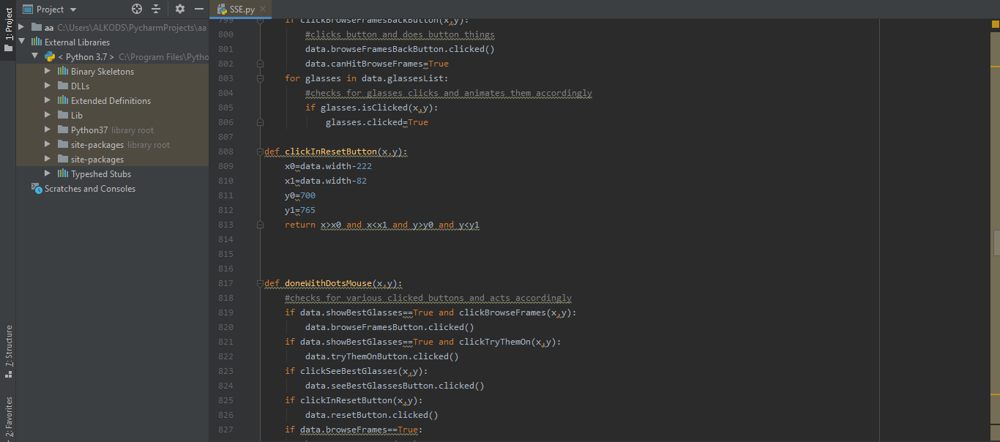 Project
SSE.py
1: Project
aa C:\Users\ALKODS\PycharmProjects\aa
External Libraries
< Python 3.7 > C:\Program Files\Pytho
Binary Skeletons
DLLs
Extended Definitions
Lib
Python37 library root
site-packages library root
site-packages
Typeshed Stubs
Scratches and Consoles
7: Structure
2: Favorites
799 if clickBrowseFramesBackButton(x,y):
800 #clicks button and does button things
801 data.browseFramesBackButton.clicked()
802 data.canHitBrowseFrames=True
803 for glasses in data.glassesList:
804 #checks for glasses clicks and animates them accordingly
805 if glasses.isClicked(x,y):
806 glasses.clicked=True
807
808 def clickInResetButton(x,y):
809 x0=data.width-222
810 x1=data.width-82
811 y0=700
812 y1=765
813 return x>x0 and x<x1 and y>y0 and y<y1
814
815
816
817 def doneWithDotsMouse(x,y):
818 #checks for various clicked buttons and acts accordingly
819 if data.showBestGlasses==True and clickBrowseFrames(x,y):
820 data.browseFramesButton.clicked()
821 if data.showBestGlasses==True and clickTryThemOn(x,y):
822 data.tryThemOnButton.clicked()
823 if clickSeeBestGlasses(x,y):
824 data.seeBestGlassesButton.clicked()
825 if clickInResetButton(x,y):
826 data.resetButton.clicked()
827 if data.browseFrames==True: